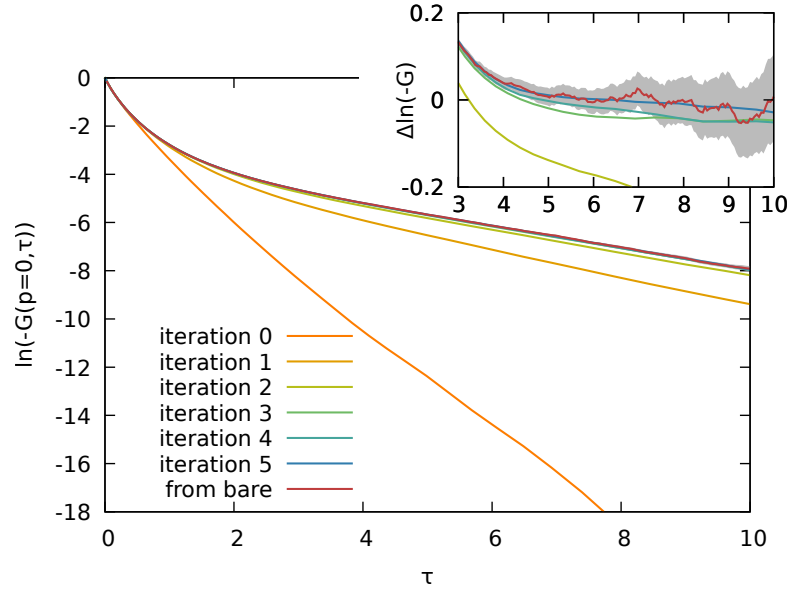 0.2
0
-0.2
Δln(-G)
3 4 5 6 7 8 9 10
0
-2
-4
-6
-8
-10
-12
-14
-16
-18
ln(-G(p=0,τ))
iteration 0
iteration 1
iteration 2
iteration 3
iteration 4
iteration 5
from bare
0 2 4 6 8 10
τ